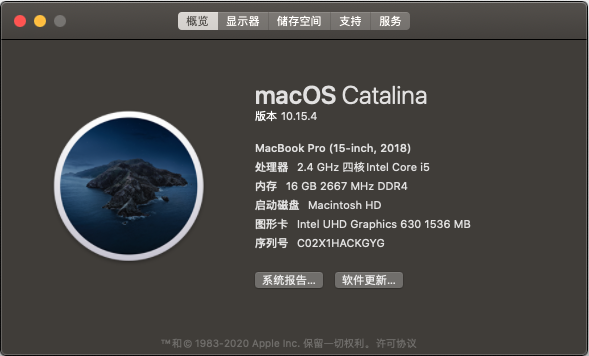 概览 显示器 储存空间 支持 服务
macOS Catalina
版本 10.15.4
MacBook Pro (15-inch, 2018)
处理器 2.4 GHz 四核Intel Core i5
内存 16 GB 2667 MHz DDR4
启动磁盘 Macintosh HD
图形卡 Intel UHD Graphics 630 1536 MB
序列号 C02X1HACKGYG
系统报告... 软件更新...
™和© 1983-2020 Apple Inc. 保留一切权利。许可协议